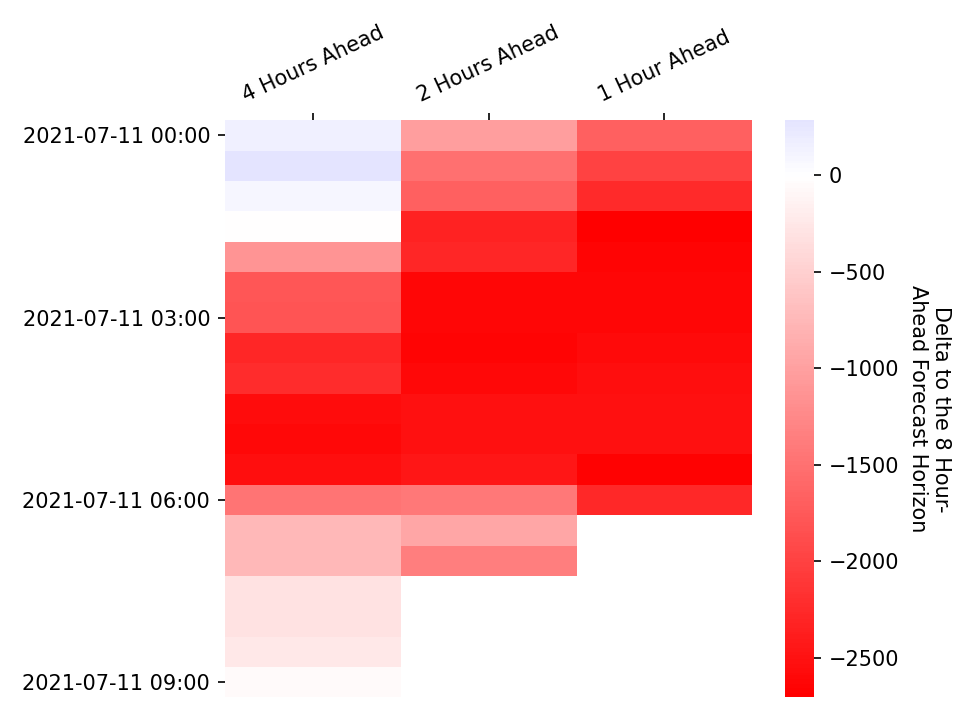 4 Hours Ahead
2 Hours Ahead
1 Hour Ahead
2021-07-11 00:00
2021-07-11 03:00
2021-07-11 06:00
2021-07-11 09:00
0
−500
−1000
−1500
−2000
−2500
Delta to the 8 Hour-
Ahead Forecast Horizon